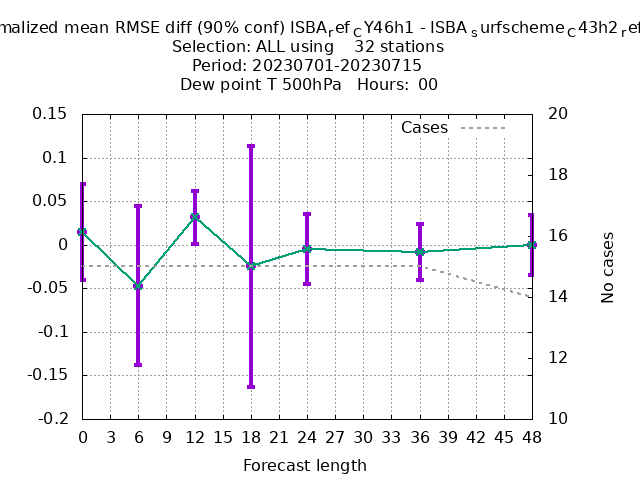 malized mean RMSE diff (90% conf) ISBA_ref_CY46h1 - ISBA_surfscheme_C43h2_ref
Selection: ALL using 32 stations
Period: 20230701-20230715
Dew point T 500hPa Hours: 00
0.15 20
Cases
0.1 18
0.05
0 16
-0.05 14
-0.1 12
-0.15
-0.2 10
No cases
0 3 6 9 12 15 18 21 24 27 30 33 36 39 42 45 48
Forecast length